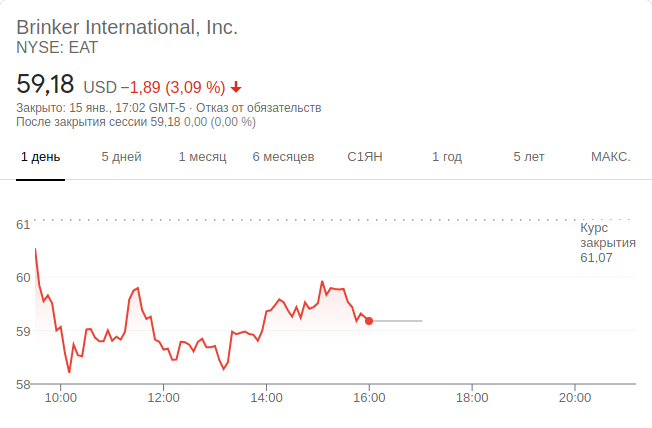 Brinker International, Inc.
NYSE: EAT
59,18 USD −1,89 (3,09 %)
Закрыто: 15 янв., 17:02 GMT-5 · Отказ от обязательств
После закрытия сессии 59,18 0,00 (0,00 %)
1 день 5 дней 1 месяц 6 месяцев С1ЯН 1 год 5 лет МАКС.
61
Курс
закрытия
61,07
60
59
58
10:00 12:00 14:00 16:00 18:00 20:00